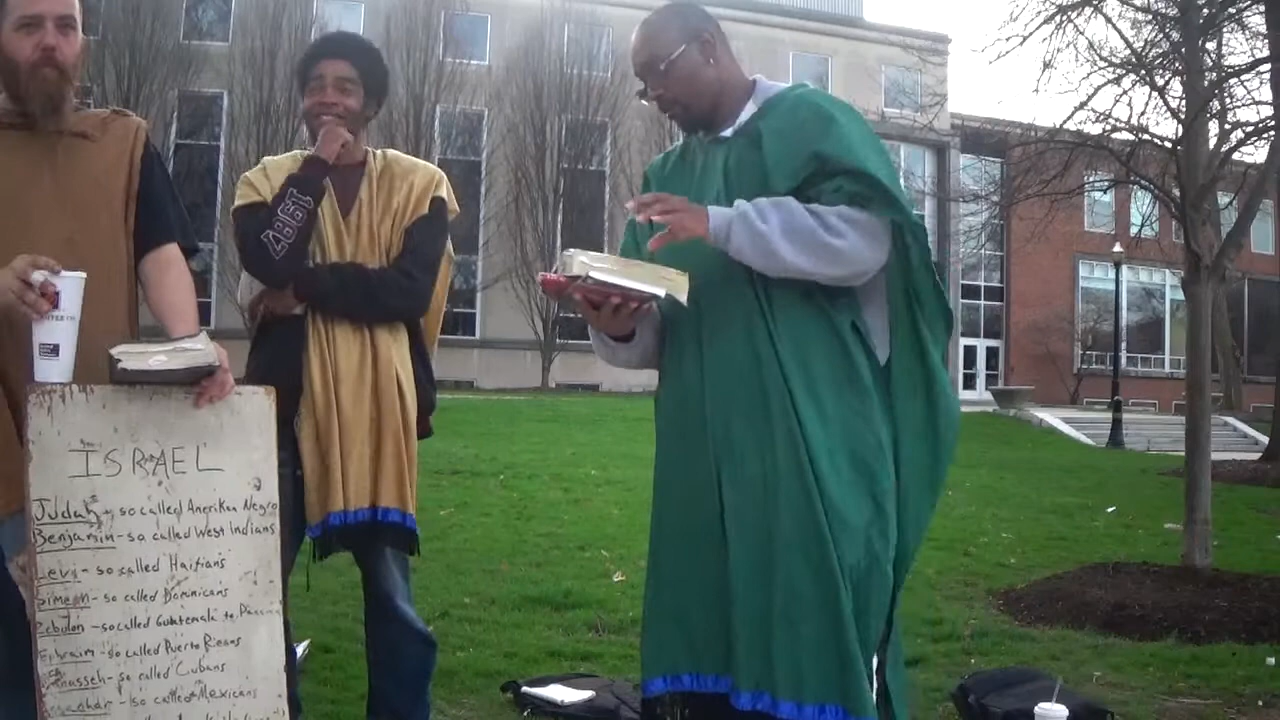 1987
ISRAEL
Judah - so called Amerikan Negro
Benjamin - so called West Indians
Levi - so called Haitians
Simeon - so called Dominicans
Zebulon - so called Guatemala to Panama
Ephraim - so called Puerto Ricans
Manasseh - so called Cubans
- so called Mexicans